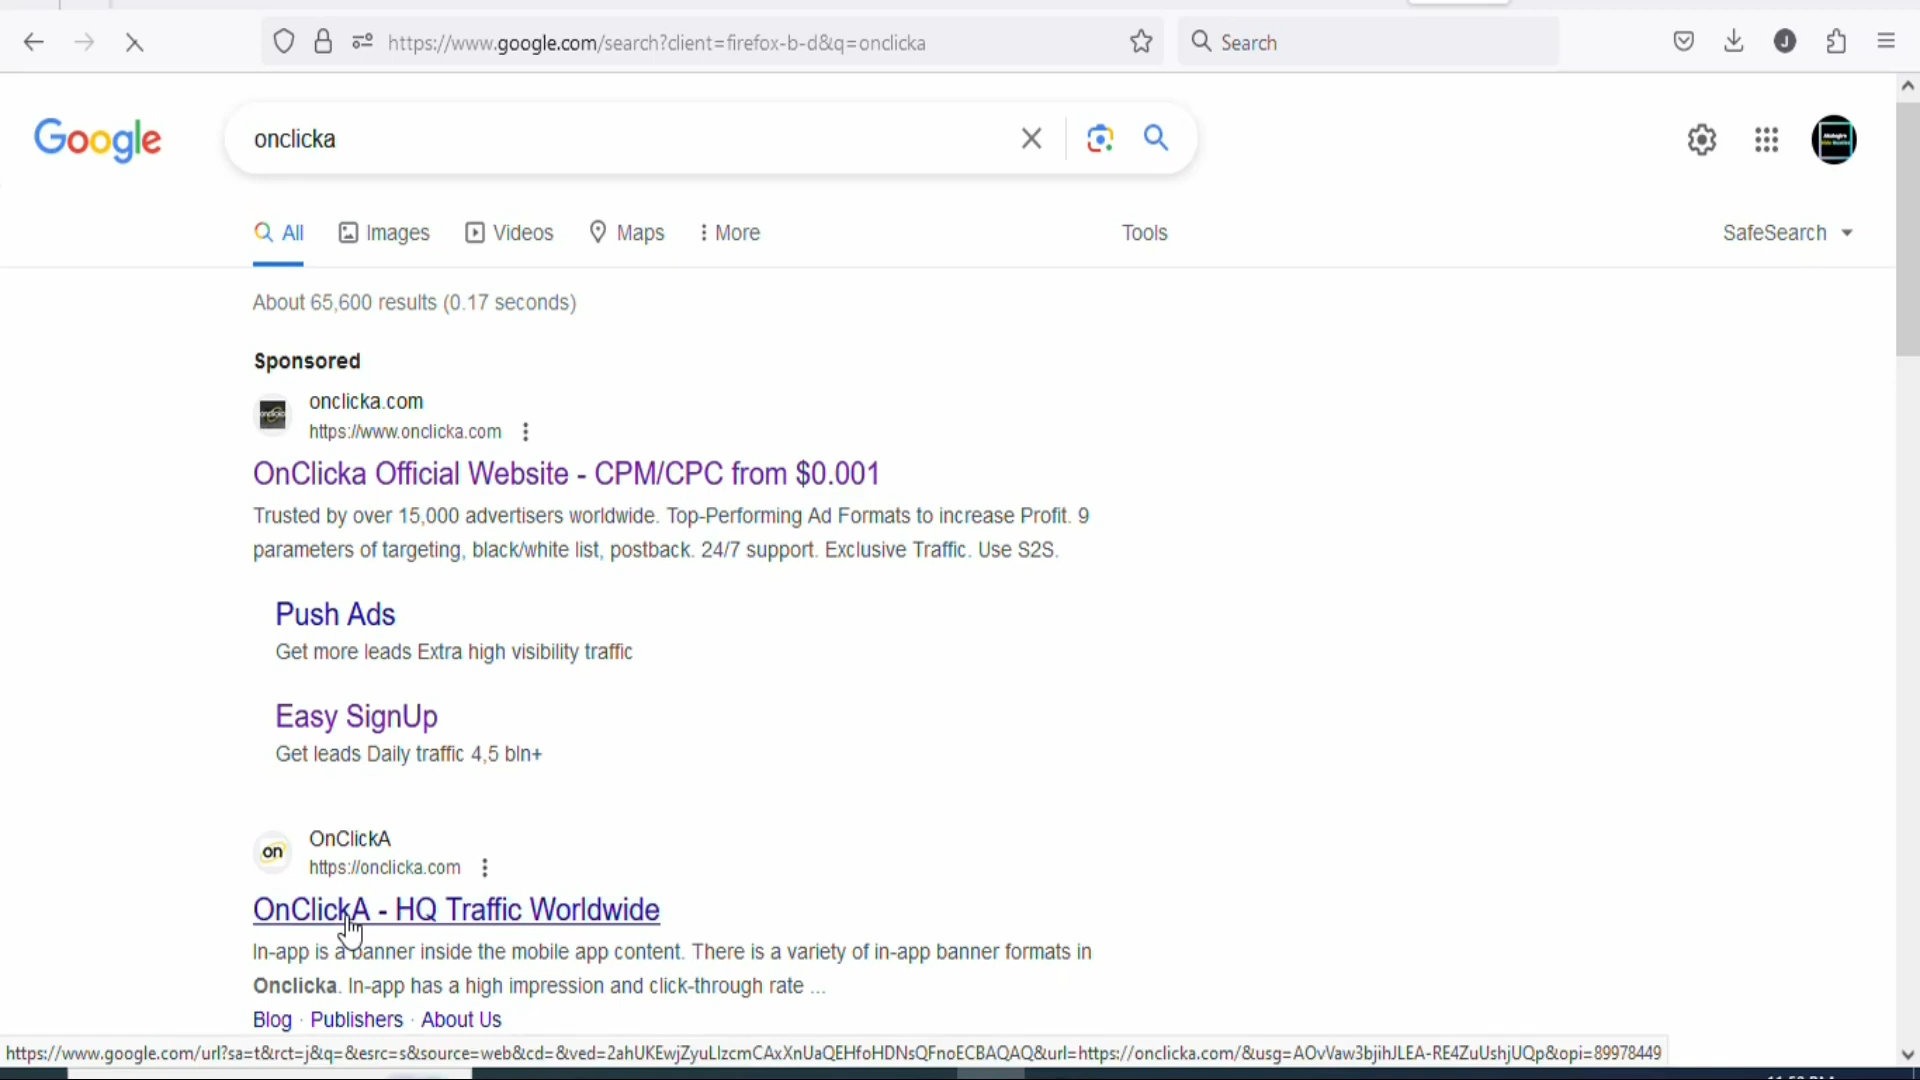 https://www.google.com/search?client=firefox-b-d&q=onclicka
Search
J
Google
onclicka
All
Images
Videos
Maps
More
Tools
SafeSearch
About 65,600 results (0.17 seconds)
Sponsored
onclicka.com
https://www.onclicka.com
OnClicka Official Website - CPM/CPC from $0.001
Trusted by over 15,000 advertisers worldwide. Top-Performing Ad Formats to increase Profit. 9
parameters of targeting, black/white list, postback. 24/7 support. Exclusive Traffic. Use S2S.
Push Ads
Get more leads Extra high visibility traffic
Easy SignUp
Get leads Daily traffic 4,5 bln+
on
OnClickA
https://onclicka.com
OnClickA - HQ Traffic Worldwide
In-app is a banner inside the mobile app content. There is a variety of in-app banner formats in
Onclicka. In-app has a high impression and click-through rate ...
Blog · Publishers · About Us
https://www.google.com/url?sa=t&rct=j&q=&esrc=s&source=web&cd=&ved=2ahUKEwjZyuLIzcmCAxXnUaQEHfoHDNsQFnoECBAQAQ&url=https://onclicka.com/&usg=AOvVaw3bjihJLEA-RE4ZuUshjUQp&opi=89978449